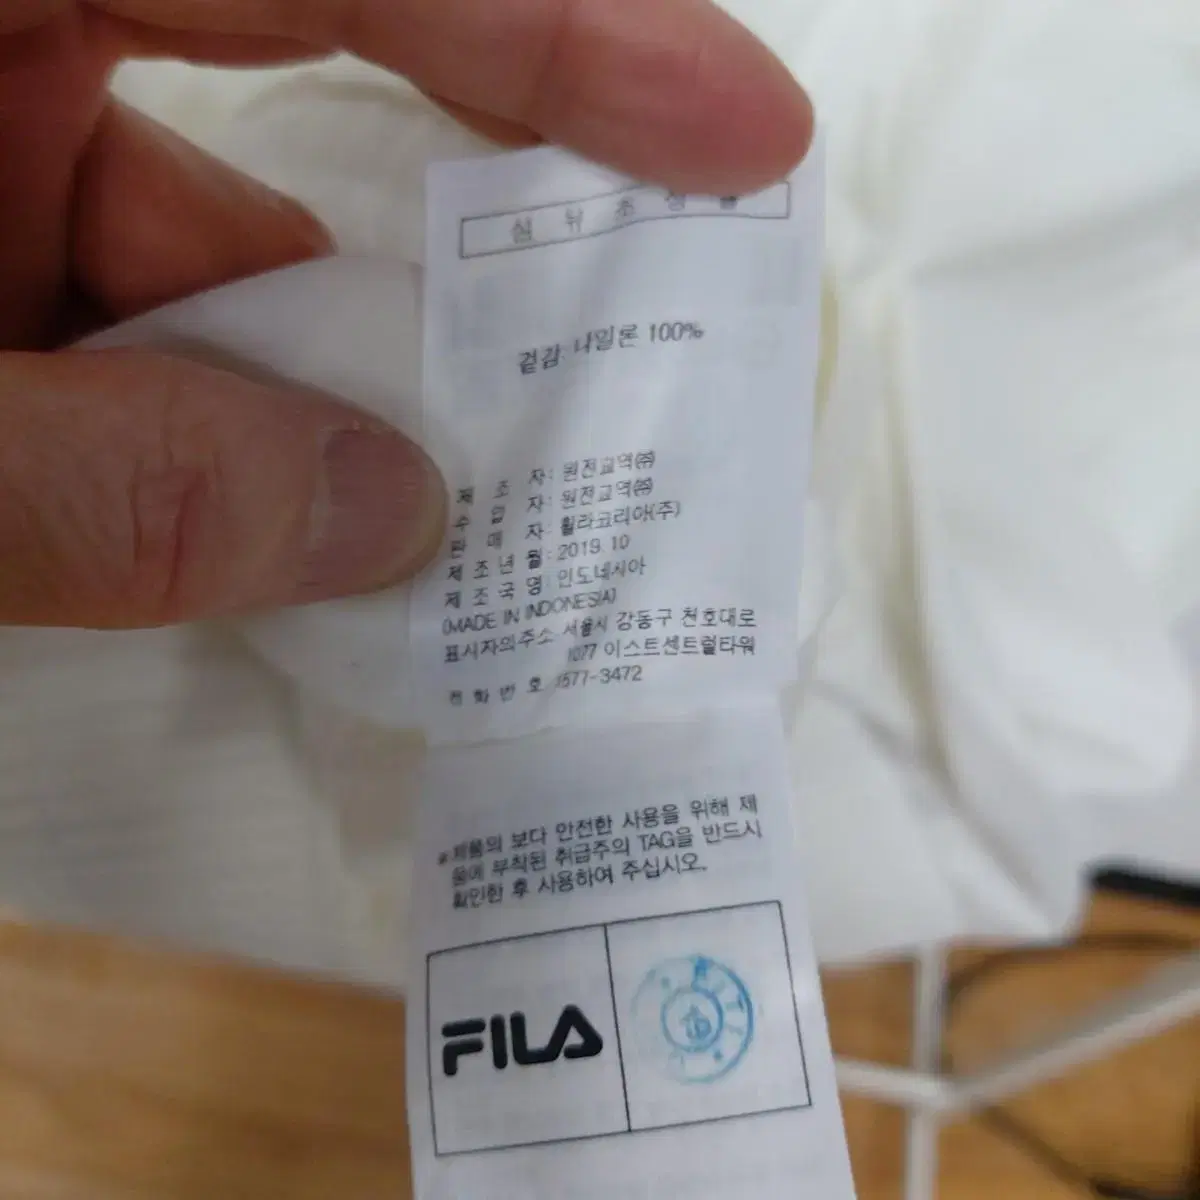 섬 유 조 성
겉감: 나일론 100%
제 조 자: 원전교역㈜
수 입 자: 원전교역㈜
판 매 자: 휠라코리아(주)
제 조 년 월: 2019. 10
제 조 국 명: 인도네시아
(MADE IN INDONESIA)
표시자의주소: 서울시 강동구 천호대로
1077 이스트센트럴타워
전 화 번 호 1577-3472
※제품의 보다 안전한 사용을 위해 제
품에 부착된 취급주의 TAG을 반드시
확인한 후 사용하여 주십시오.
FILA